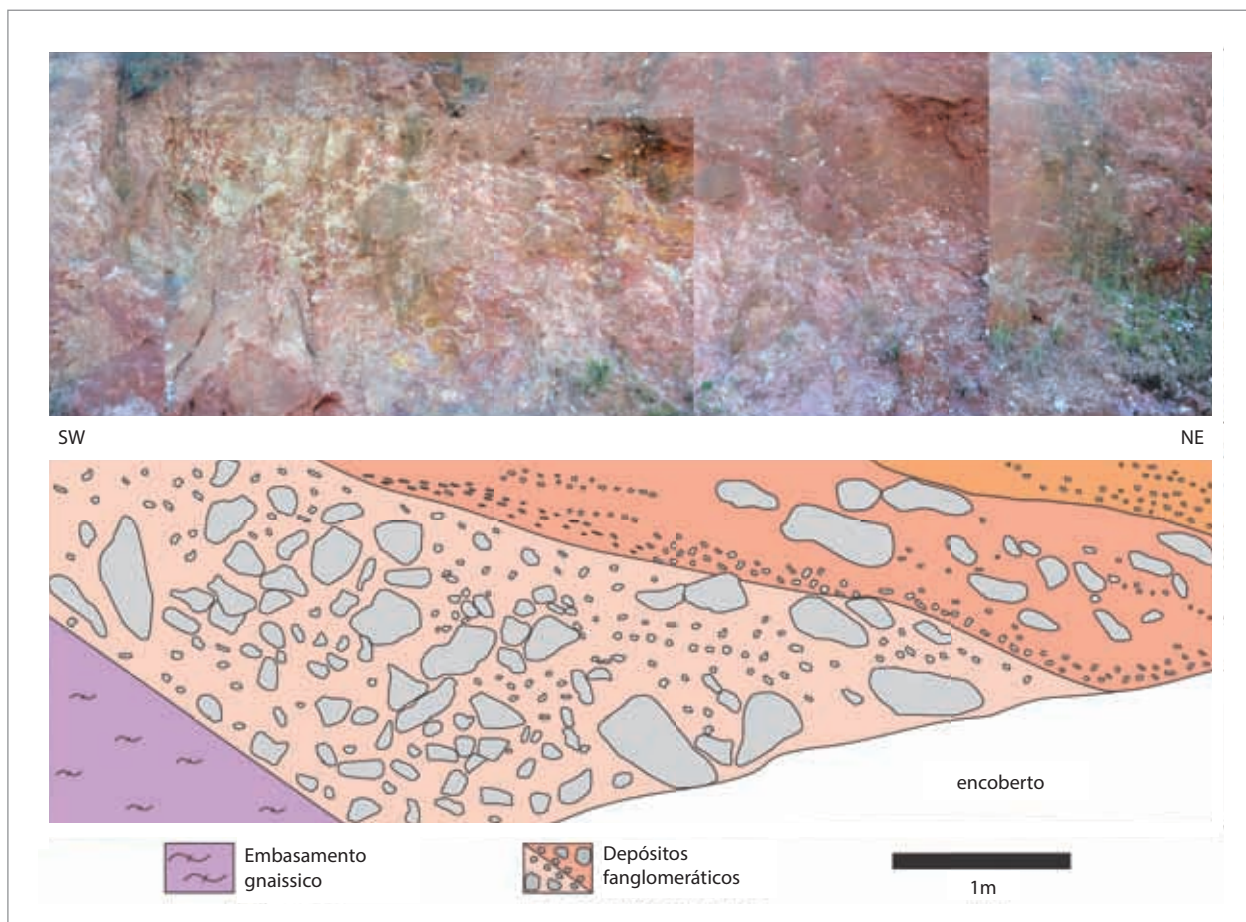 SW
NE
encoberto
Embasamento
gnaissico
Depósitos
fanglomeráticos
1m